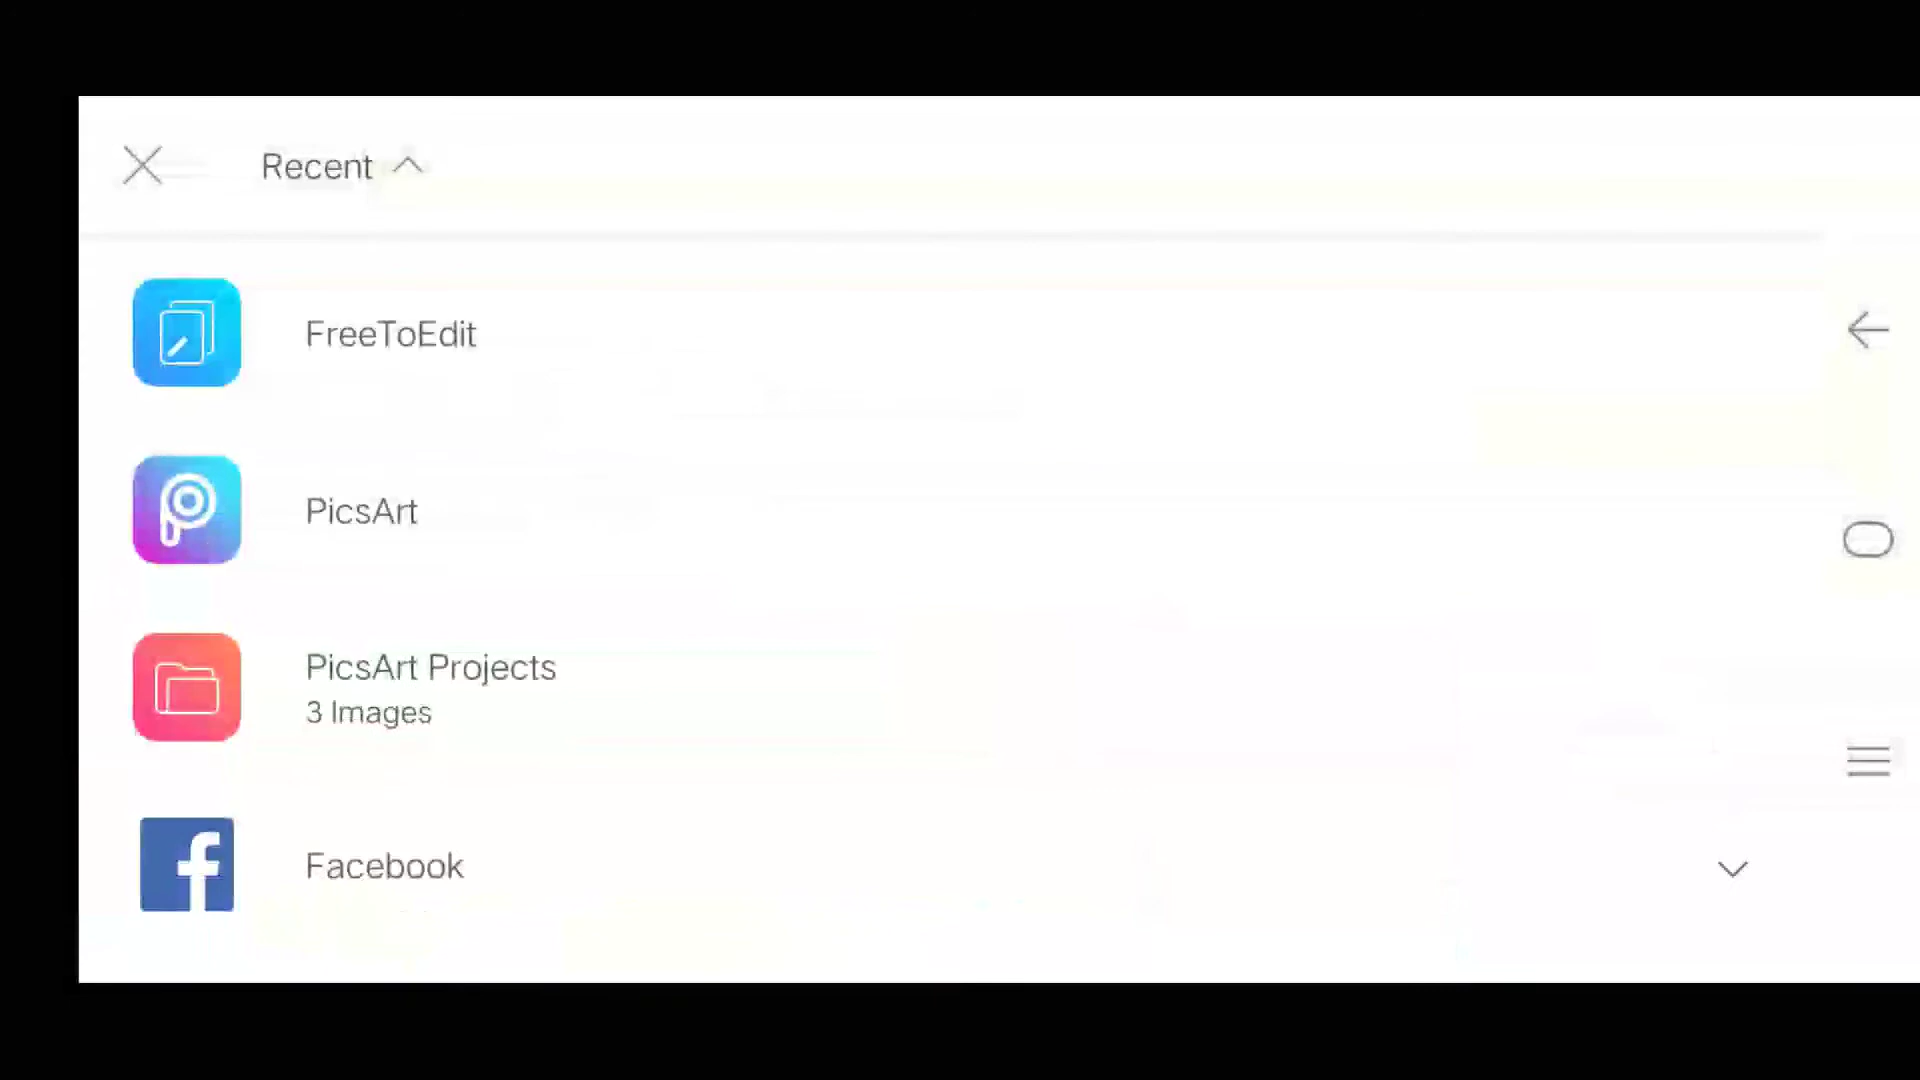 Recent
FreeToEdit
PicsArt
PicsArt Projects
3 Images
Facebook